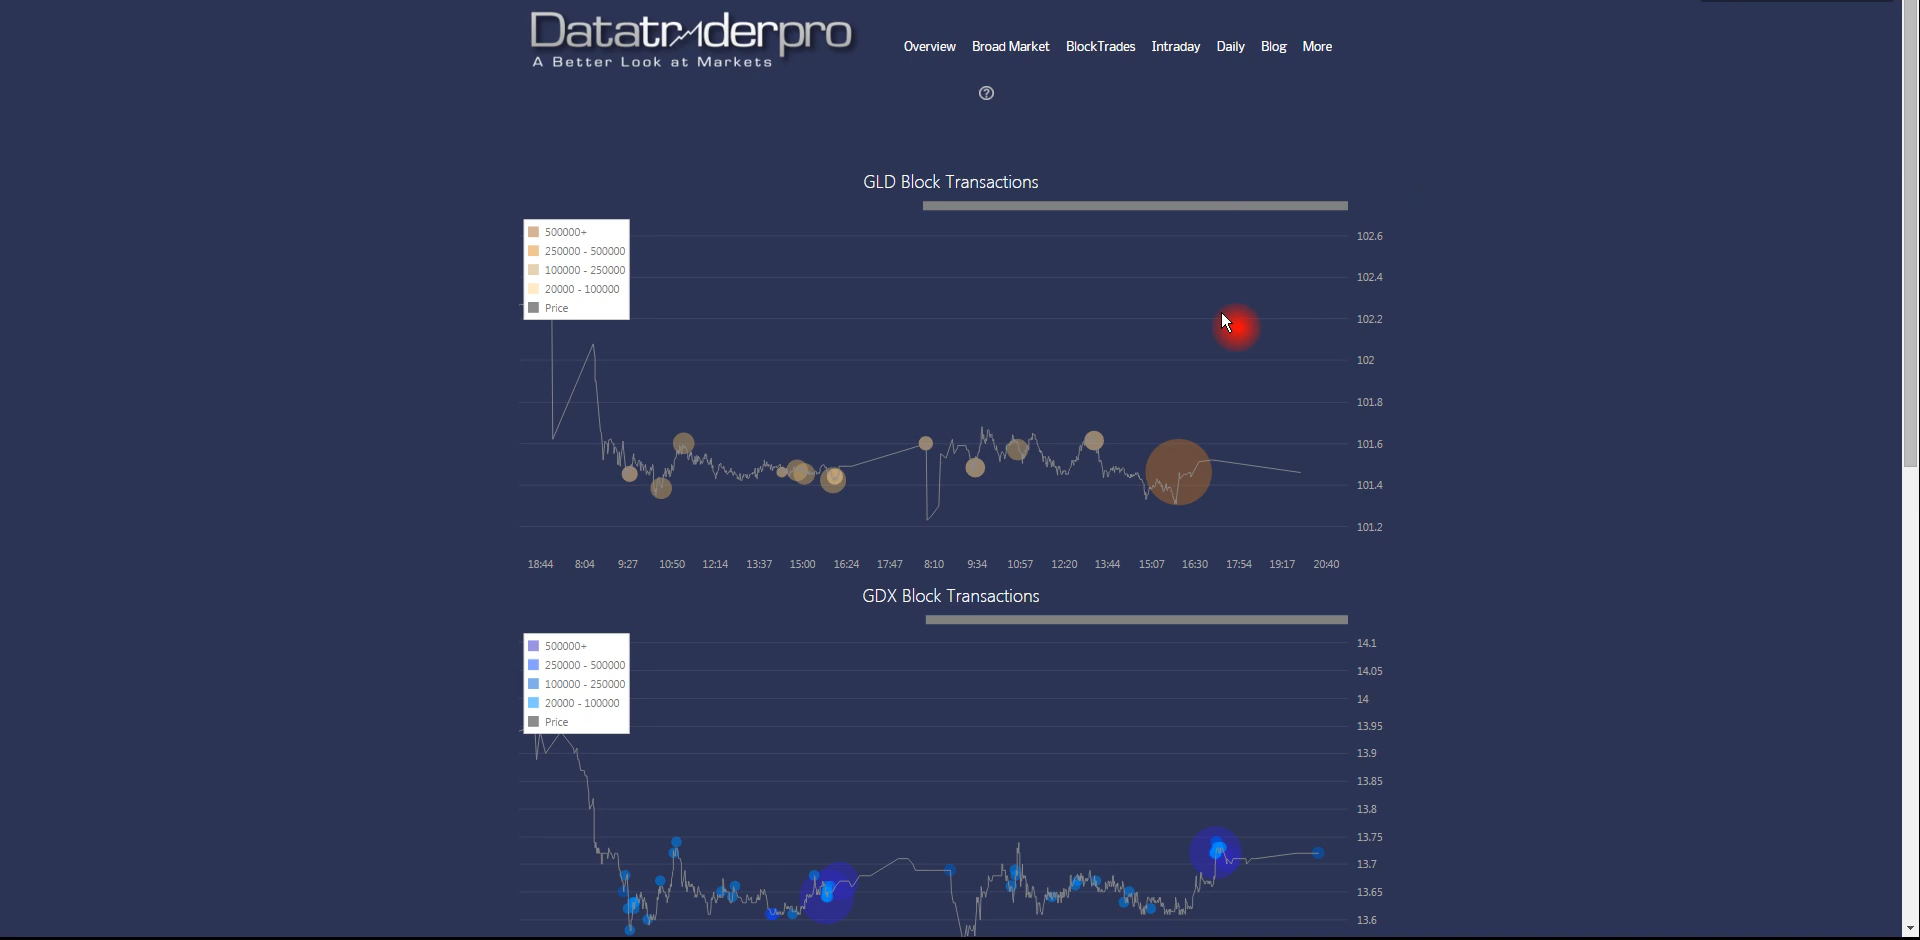 Datatraderpro
A Better Look at Markets
Overview Broad Market BlockTrades Intraday Daily Blog More
?
GLD Block Transactions
500000+
250000 - 500000
100000 - 250000
20000 - 100000
Price
102.6
102.4
102.2
102
101.8
101.6
101.4
101.2
18:44 8:04 9:27 10:50 12:14 13:37 15:00 16:24 17:47 8:10 9:34 10:57 12:20 13:44 15:07 16:30 17:54 19:17 20:40
GDX Block Transactions
500000+
250000 - 500000
100000 - 250000
20000 - 100000
Price
14.1
14.05
14
13.95
13.9
13.85
13.8
13.75
13.7
13.65
13.6